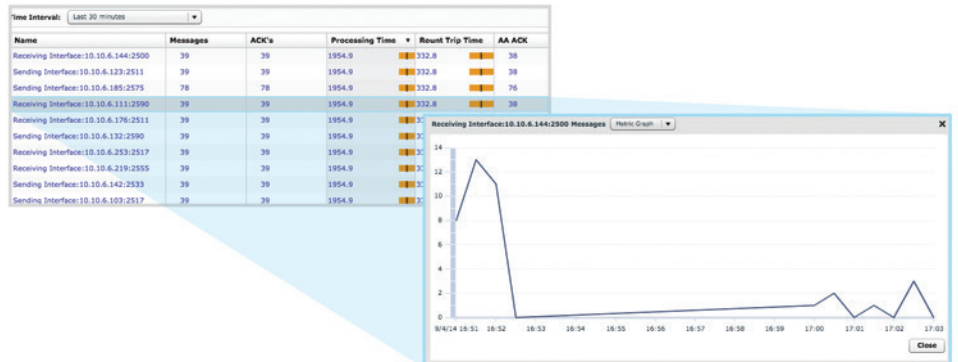 Time Interval: Last 30 minutes
Name Messages ACK's Processing Time Rount Trip Time AA ACK
Receiving Interface:10.10.6.144:2500 39 39 1954.9 332.8 38
Sending Interface:10.10.6.123:2511 39 39 1954.9 332.8 38
Sending Interface:10.10.6.185:2575 78 78 1954.9 332.8 76
Receiving Interface:10.10.6.111:2590 39 39 1954.9 332.8 38
Receiving Interface:10.10.6.176:2511 39 39 1954.9
Sending Interface:10.10.6.132:2590 39 39 1954.9
Receiving Interface:10.10.6.253:2517 39 39 1954.9
Receiving Interface:10.10.6.219:2555 39 39 1954.9
Sending Interface:10.10.6.142:2533 39 39 1954.9
Sending Interface:10.10.6.103:2517 39 39 1954.9
Receiving Interface:10.10.6.144:2500 Messages Metric Graph X
14
12
10
8
6
4
2
0
9/4/14 16:51 16:52 16:53 16:54 16:55 16:56 16:57 16:58 16:59 17:00 17:01 17:02 17:03
Close